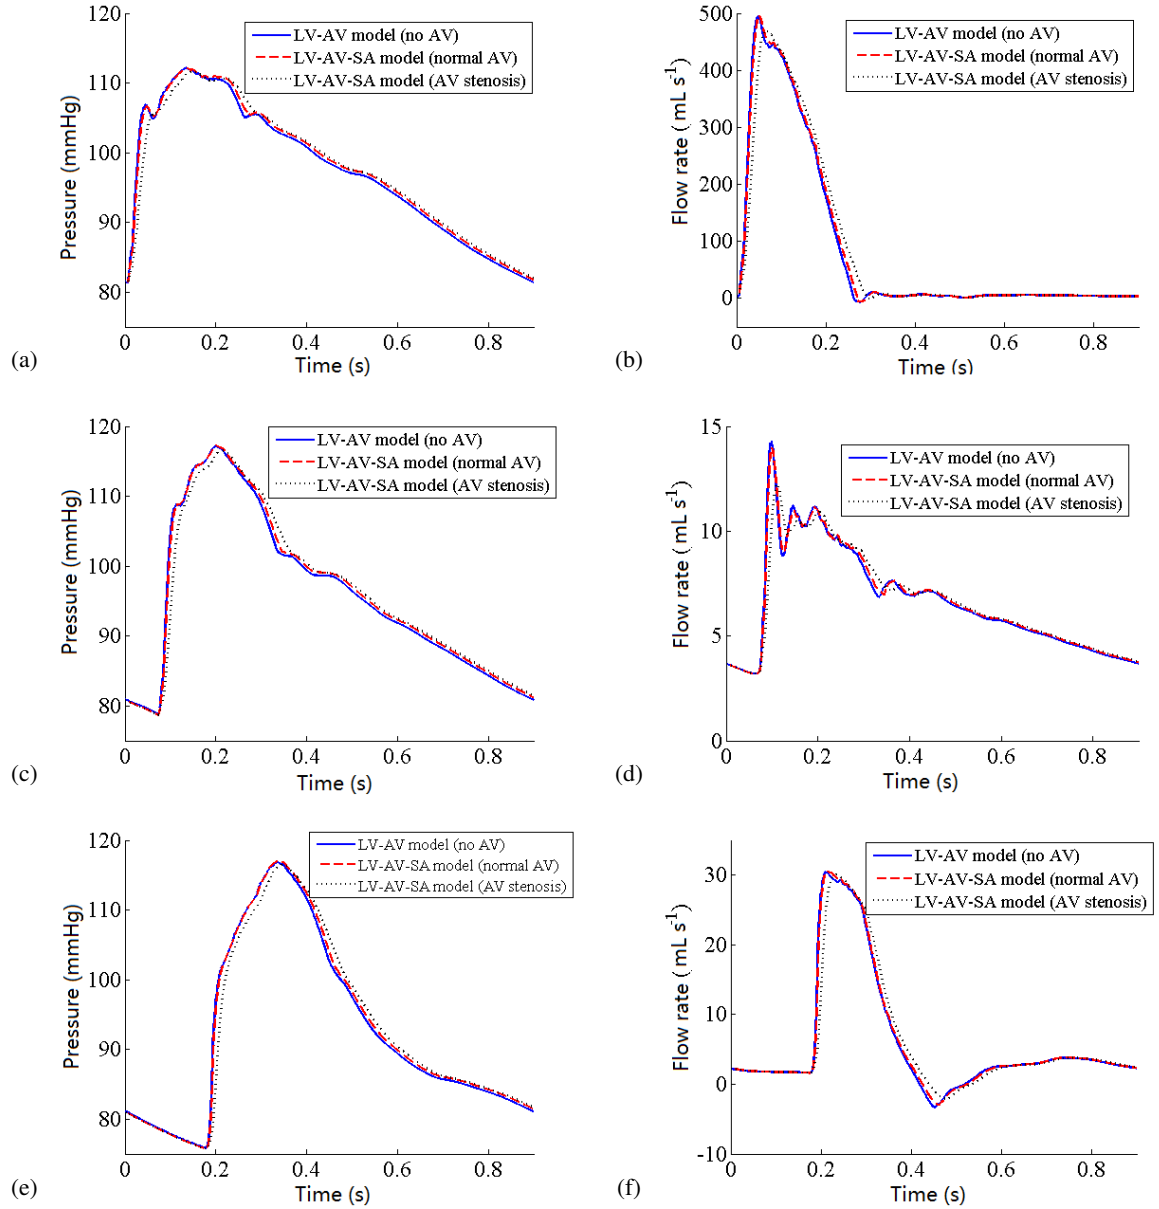 120
110
100
90
80
0
0.2
0.4
0.6
0.8
Pressure (mmHg)
Time (s)
LV-AV model (no AV)
LV-AV-SA model (normal AV)
LV-AV-SA model (AV stenosis)
(a)
500
400
300
200
100
0
0
0.2
0.4
0.6
0.8
Flow rate ( mL s-1)
Time (s)
LV-AV model (no AV)
LV-AV-SA model (normal AV)
LV-AV-SA model (AV stenosis)
(b)
120
110
100
90
80
0
0.2
0.4
0.6
0.8
Pressure (mmHg)
Time (s)
LV-AV model (no AV)
LV-AV-SA model (normal AV)
LV-AV-SA model (AV stenosis)
(c)
15
10
5
0
0
0.2
0.4
0.6
0.8
Flow rate ( mL s-1)
Time (s)
LV-AV model (no AV)
LV-AV-SA model (normal AV)
LV-AV-SA model (AV stenosis)
(d)
120
110
100
90
80
0
0.2
0.4
0.6
0.8
Pressure (mmHg)
Time (s)
LV-AV model (no AV)
LV-AV-SA model (normal AV)
LV-AV-SA model (AV stenosis)
(e)
30
20
10
0
-10
0
0.2
0.4
0.6
0.8
Flow rate ( mL s-1)
Time (s)
LV-AV model (no AV)
LV-AV-SA model (normal AV)
LV-AV-SA model (AV stenosis)
(f)